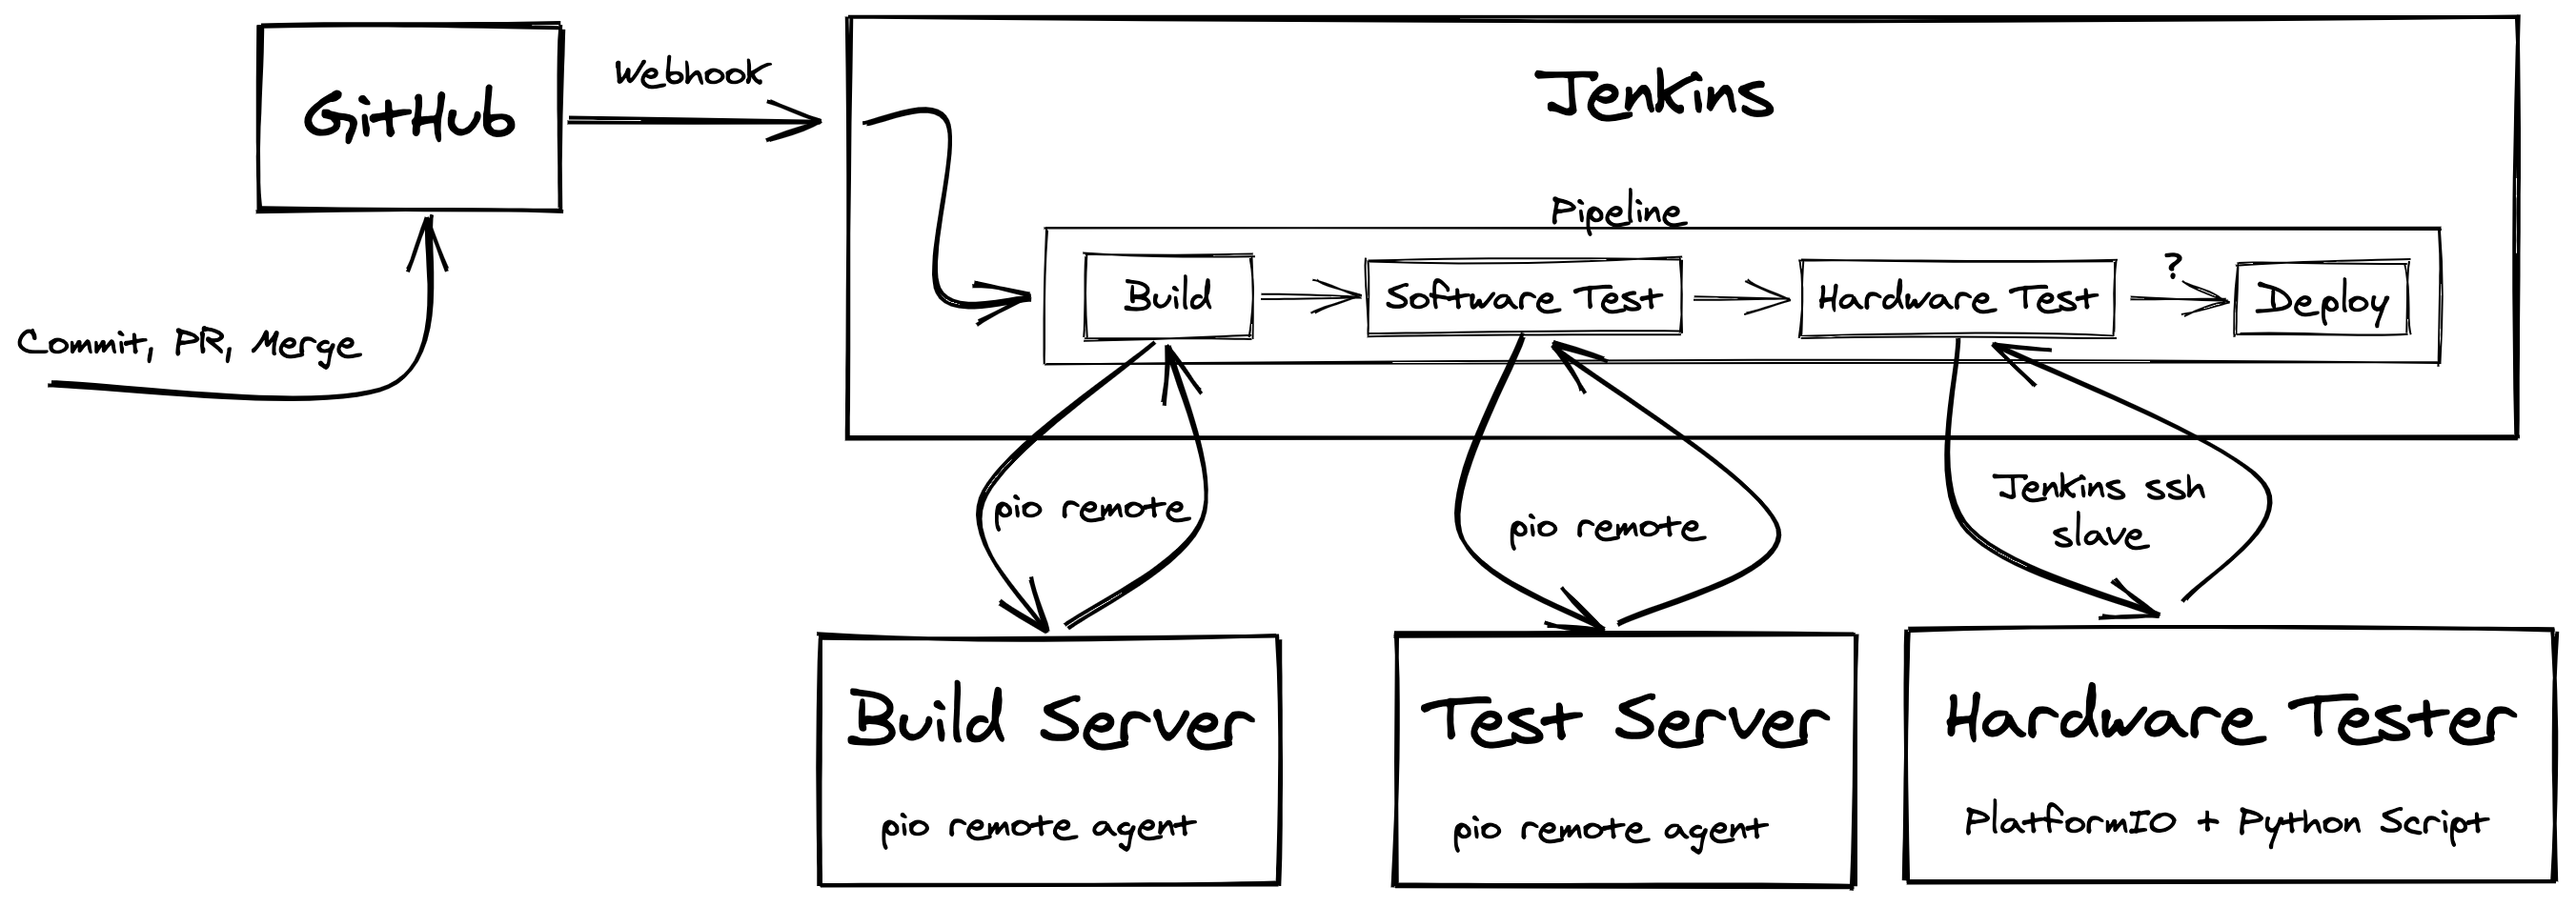 Webhook
GitHub
Jenkins
Pipeline
Commit, PR, Merge
Build
Software Test
Hardware Test
?
Deploy
pio remote
pio remote
Jenkins ssh
slave
Build Server
pio remote agent
Test Server
pio remote agent
Hardware Tester
PlatformIO + Python Script